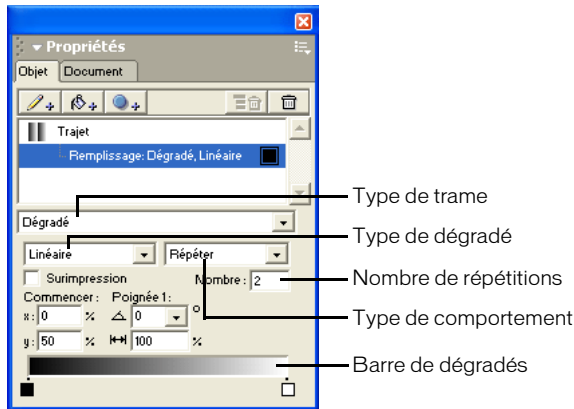 Propriétés
Objet Document
Trajet
Remplissage: Dégradé, Linéaire
Type de trame
Dégradé
Type de dégradé
Linéaire Répéter
Surimpression Nombre: 2
Nombre de répétitions
Commencer: Poignée 1:
x: 0 % 0 °
Type de comportement
y: 50 % 100 %
Barre de dégradés